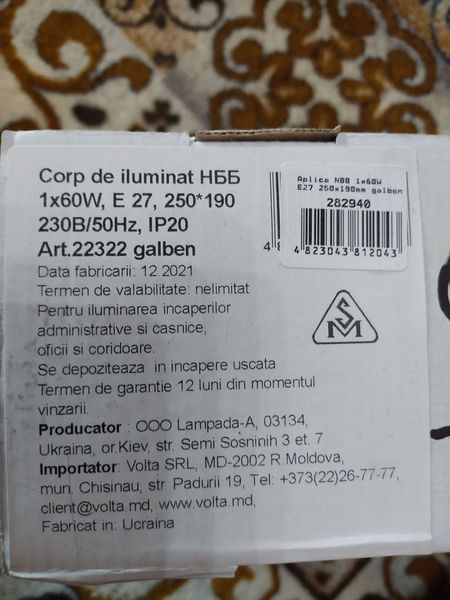 Corp de iluminat НББ
1x60W, E 27, 250*190
230B/50Hz, IP20
Art.22322 galben
Data fabricarii: 12.2021
Termen de valabilitate: nelimitat
Pentru iluminarea incaperilor
administrative si casnice,
oficii si coridoare.
Se depoziteaza in incapere uscata
Termen de garantie 12 luni din momentul
vinzarii.
Producator : OOO Lampada-A, 03134,
Ukraina, or.Kiev, str. Semi Sosninih 3 et. 7
Importator: Volta SRL, MD-2002 R.Moldova,
mun. Chisinau, str. Padurii 19, Tel: +373(22)26-77-77,
client@volta.md, www.volta.md,
Fabricat in: Ucraina
Aplica NBB 1x60W
E27 250x190mm galben
282940
4823043812043
SM